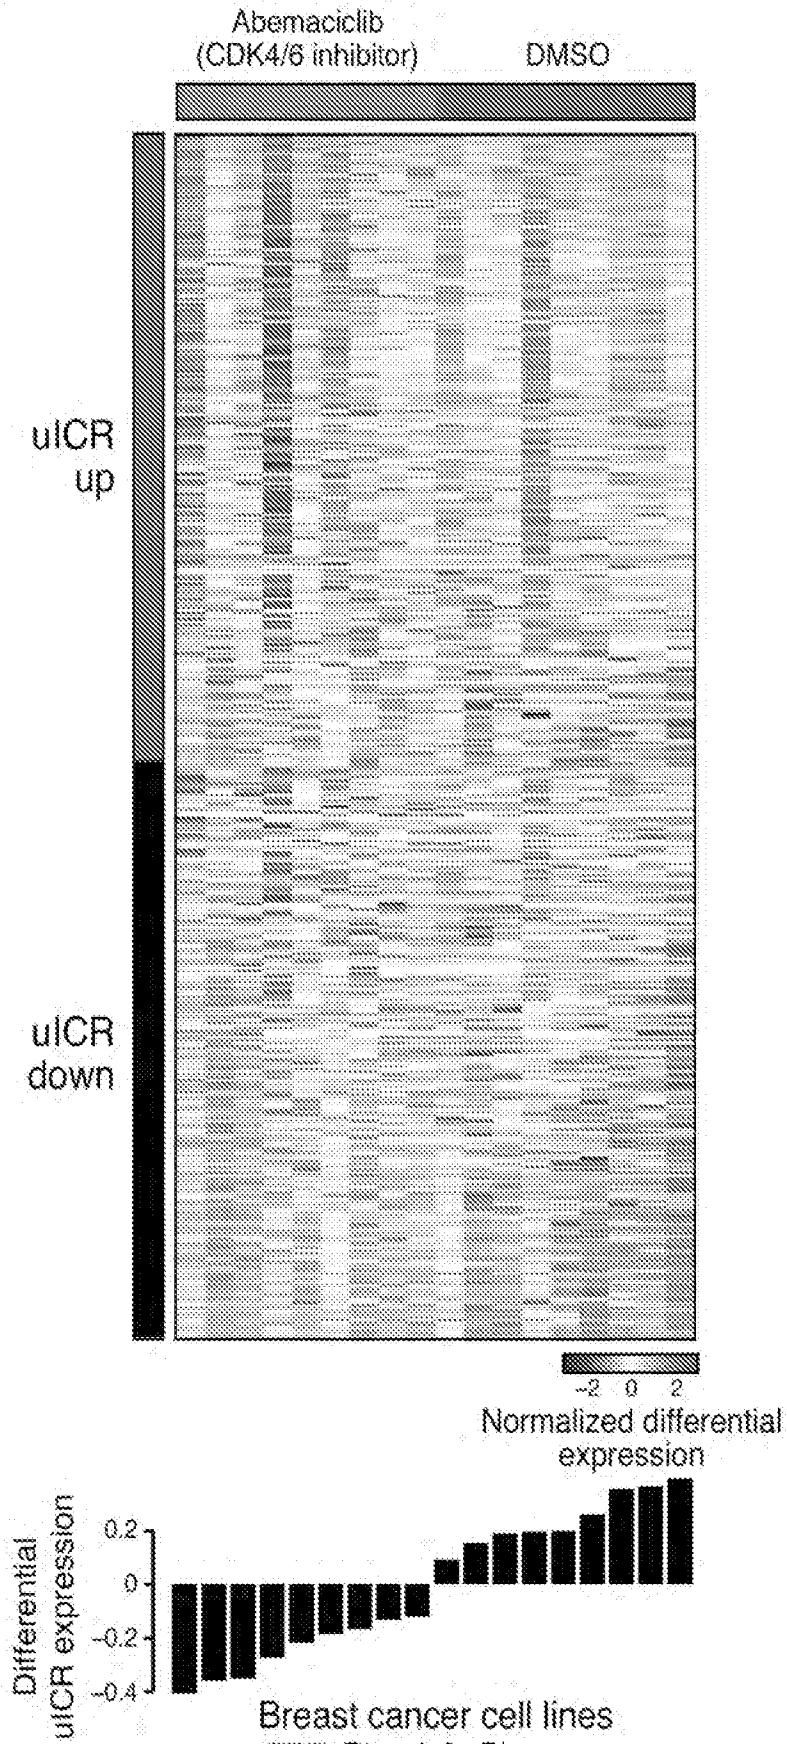 Abemaciclib
(CDK4/6 inhibitor)
DMSO
uICR
up
uICR
down
−2 0 2
Normalized differential
expression
Differential
uICR expression
0.2
0
−0.2
−0.4
Breast cancer cell lines